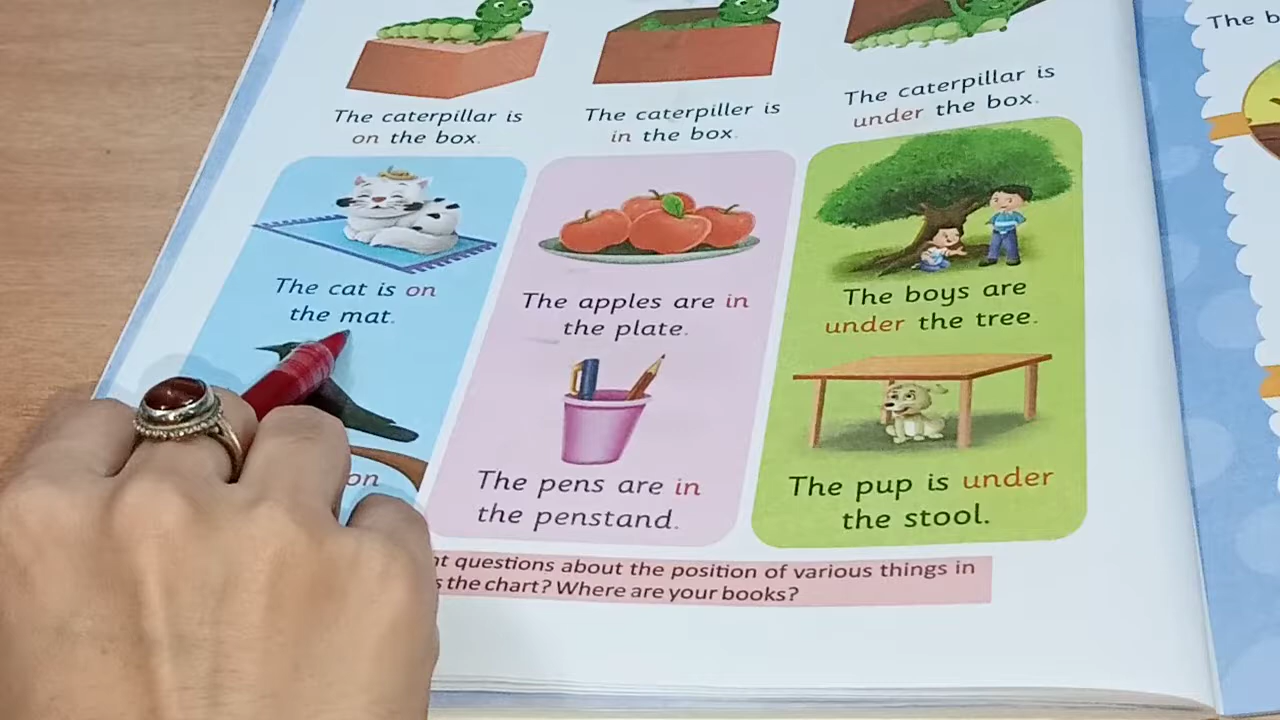 The caterpillar is
on the box.
The caterpiller is
in the box.
The caterpillar is
under the box.
The cat is on
the mat.
The apples are in
the plate.
The boys are
under the tree.
on
The pens are in
the penstand.
The pup is under
the stool.
questions about the position of various things in
the chart? Where are your books?
The